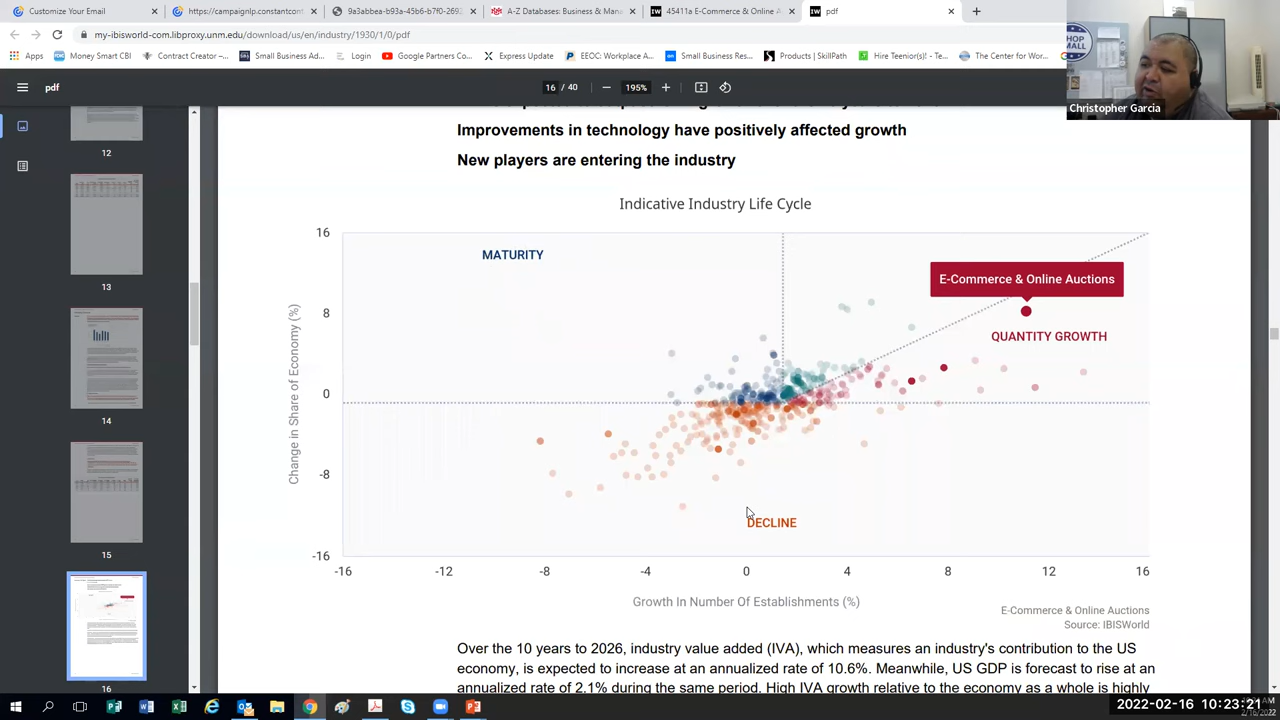 Customize Your Email
https://campaignlp.constantcont
9a3abbea-b93a-45b6-b7f0-2693
A-Z Databases: Business & Mana
45411a E-Commerce & Online A
pdf
my-ibisworld-com.libproxy.unm.edu/download/us/en/industry/1930/1/0/pdf
Apps
Money Smart CBI
Contract Creator –...
Small Business Ad...
Login
Google Partners Co...
Express Update
EEOC: Workplace A...
Small Business Res...
Products | SkillPath
Hire Teenior)S! - Te...
The Center for Wor...
HOP
MALL
Christopher Garcia
pdf
16 / 40
195%
12
13
14
15
16
Improvements in technology have positively affected growth
New players are entering the industry
Indicative Industry Life Cycle
16
8
0
-8
-16
Change in Share of Economy (%)
MATURITY
E-Commerce & Online Auctions
QUANTITY GROWTH
DECLINE
-16
-12
-8
-4
0
4
8
12
16
Growth In Number Of Establishments (%)
E-Commerce & Online Auctions
Source: IBISWorld
Over the 10 years to 2026, industry value added (IVA), which measures an industry's contribution to the US
economy, is expected to increase at an annualized rate of 10.6%. Meanwhile, US GDP is forecast to rise at an
annualized rate of 2.1% during the same period. High IVA growth relative to the economy as a whole is highly
2022-02-16 10:23:21